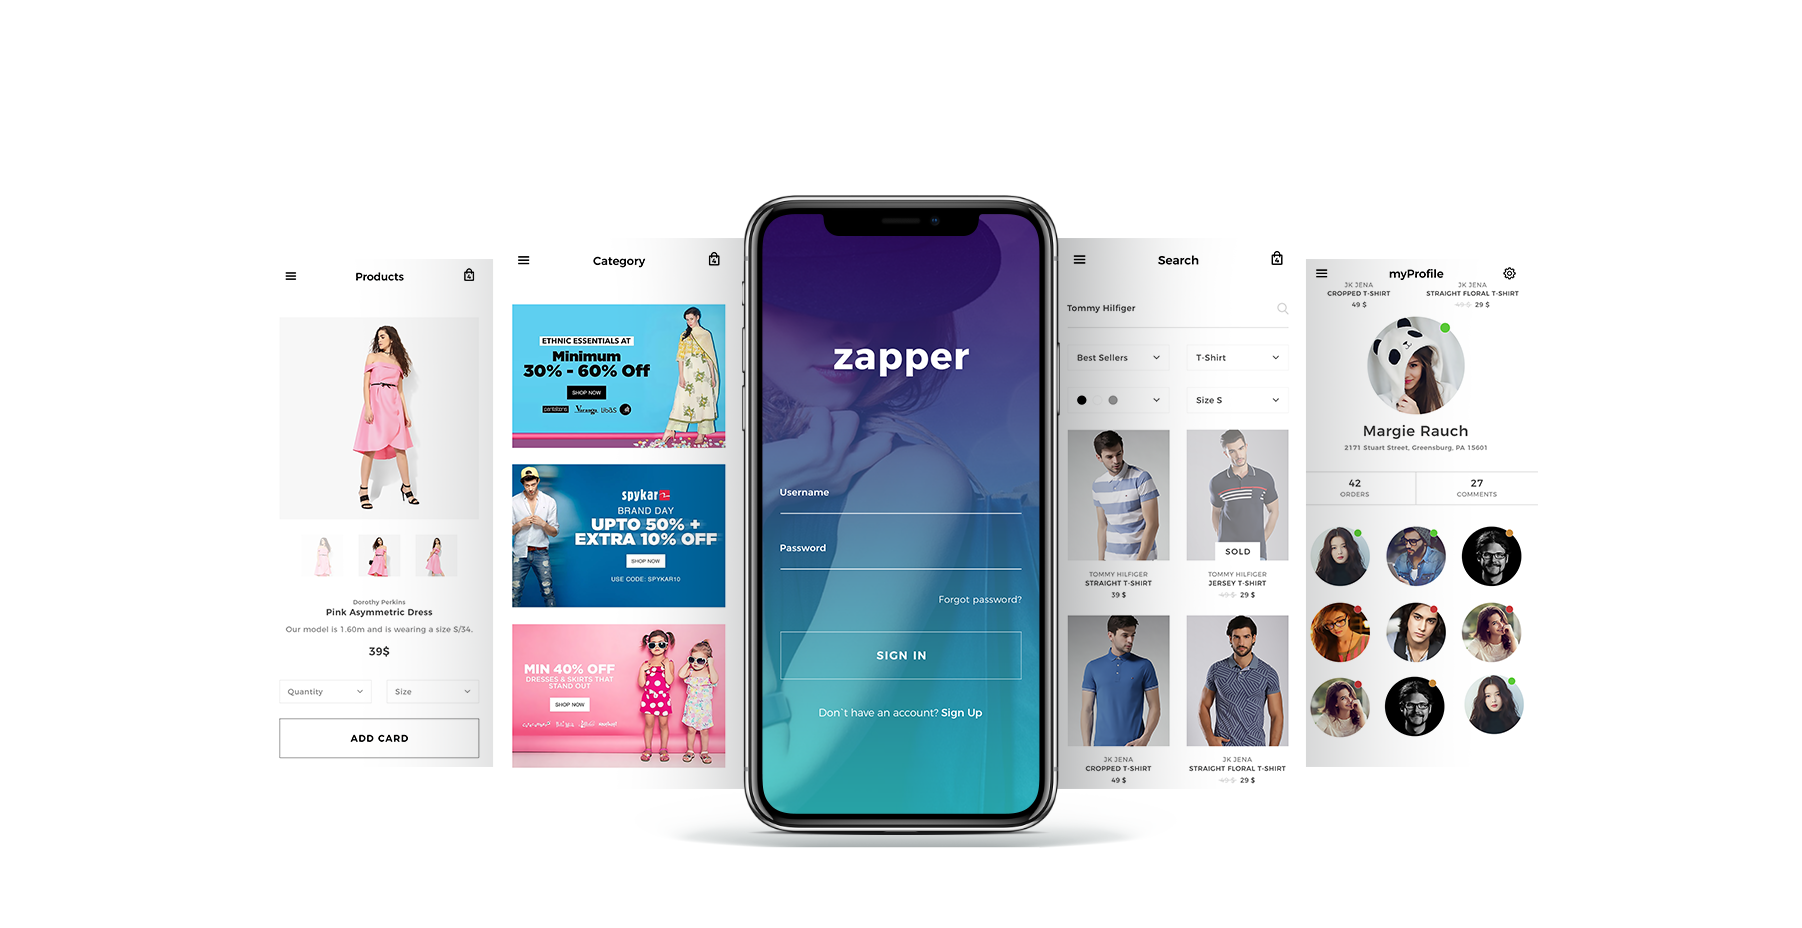 Products
4
Dorothy Perkins
Pink Asymmetric Dress
Our model is 1.60m and is wearing a size S/34.
39$
Quantity
Size
ADD CARD
Category
4
ETHNIC ESSENTIALS AT
Minimum
30% - 60% Off
SHOP NOW
spykar
BRAND DAY
UPTO 50% +
EXTRA 10% OFF
SHOP NOW
USE CODE: SPYKAR10
MIN 40% OFF
DRESSES & SKIRTS THAT
STAND OUT
SHOP NOW
zapper
Username
Password
Forgot password?
SIGN IN
Don´t have an account? Sign Up
Search
4
Tommy Hilfiger
Best Sellers
T-Shirt
Size S
SOLD
TOMMY HILFIGER
STRAIGHT T-SHIRT
39 $
TOMMY HILFIGER
JERSEY T-SHIRT
49 $ 29 $
JK JENA
CROPPED T-SHIRT
49 $
JK JENA
STRAIGHT FLORAL T-SHIRT
49 $ 29 $
myProfile
JK JENA
CROPPED T-SHIRT
49 $
JK JENA
STRAIGHT FLORAL T-SHIRT
49 $ 29 $
Margie Rauch
2171 Stuart Street, Greensburg, PA 15601
42
ORDERS
27
COMMENTS